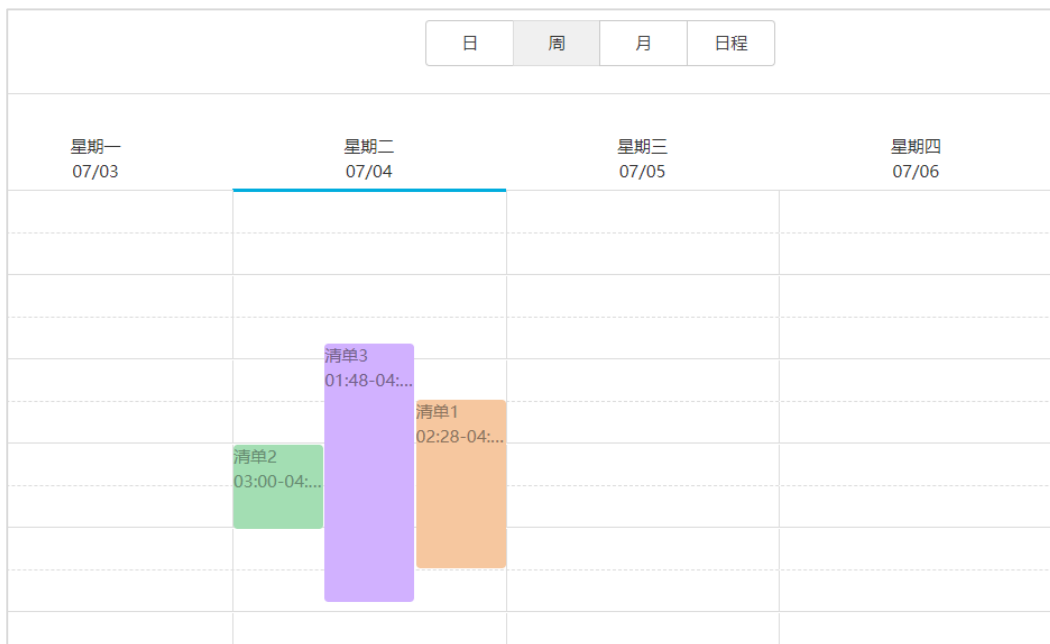 日 周 月 日程
星期一 星期二 星期三 星期四
07/03 07/04 07/05 07/06
清单3
01:48-04:...
清单1
02:28-04:...
清单2
03:00-04:...